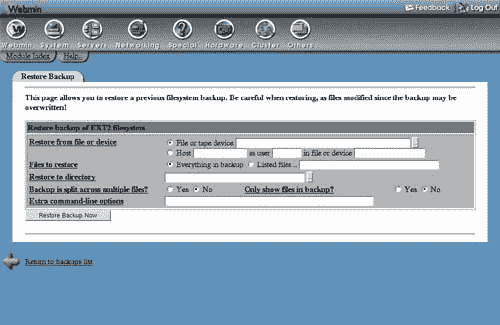 Webmin
Feedback Log Out
Webmin System Servers Networking Special Hardware Cluster Others
Module Index Help..
Restore Backup
This page allows you to restore a previous filesystem backup. Be careful when restoring, as files modified since the backup may be
overwritten!
Restore backup of EXT2 filesystem
Restore from file or device File or tape device
Host as user in file or device
Files to restore Everything in backup Listed files ..
Restore to directory
Backup is split across multiple files? Yes No Only show files in backup? Yes No
Extra command-line options
Restore Backup Now
Return to backups list